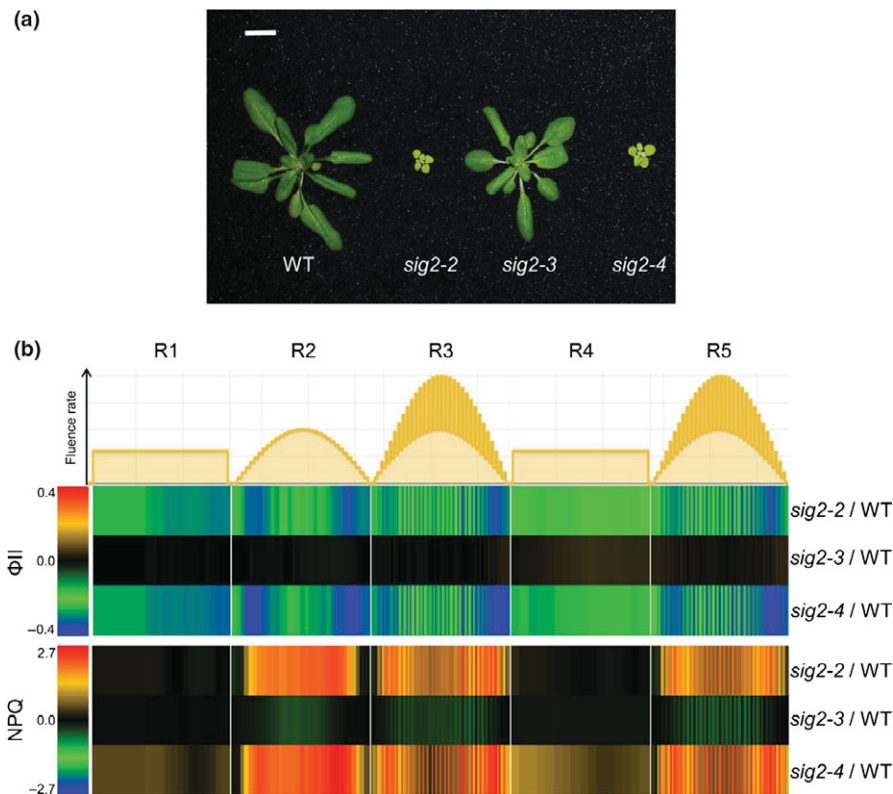 (a)
WT
sig2-2
sig2-3
sig2-4
(b)
R1
R2
R3
R4
R5
Fluence rate
0.4
0.0
−0.4
ΦII
sig2-2 / WT
sig2-3 / WT
sig2-4 / WT
2.7
0.0
−2.7
NPQ
sig2-2 / WT
sig2-3 / WT
sig2-4 / WT